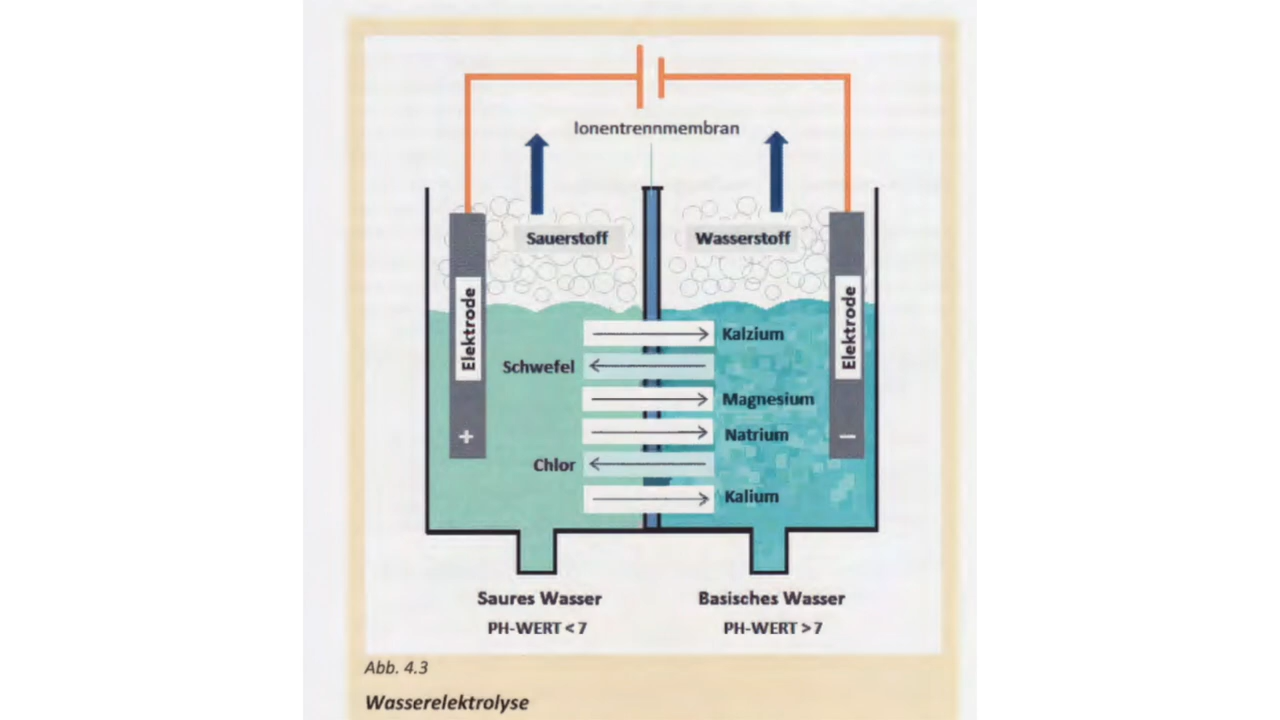 Ionentrennmembran
Sauerstoff
Wasserstoff
Elektrode
Elektrode
Kalzium
Schwefel
Magnesium
+
Natrium
−
Chlor
Kalium
Saures Wasser
Basisches Wasser
PH-WERT < 7
PH-WERT > 7
Abb. 4.3
Wasserelektrolyse